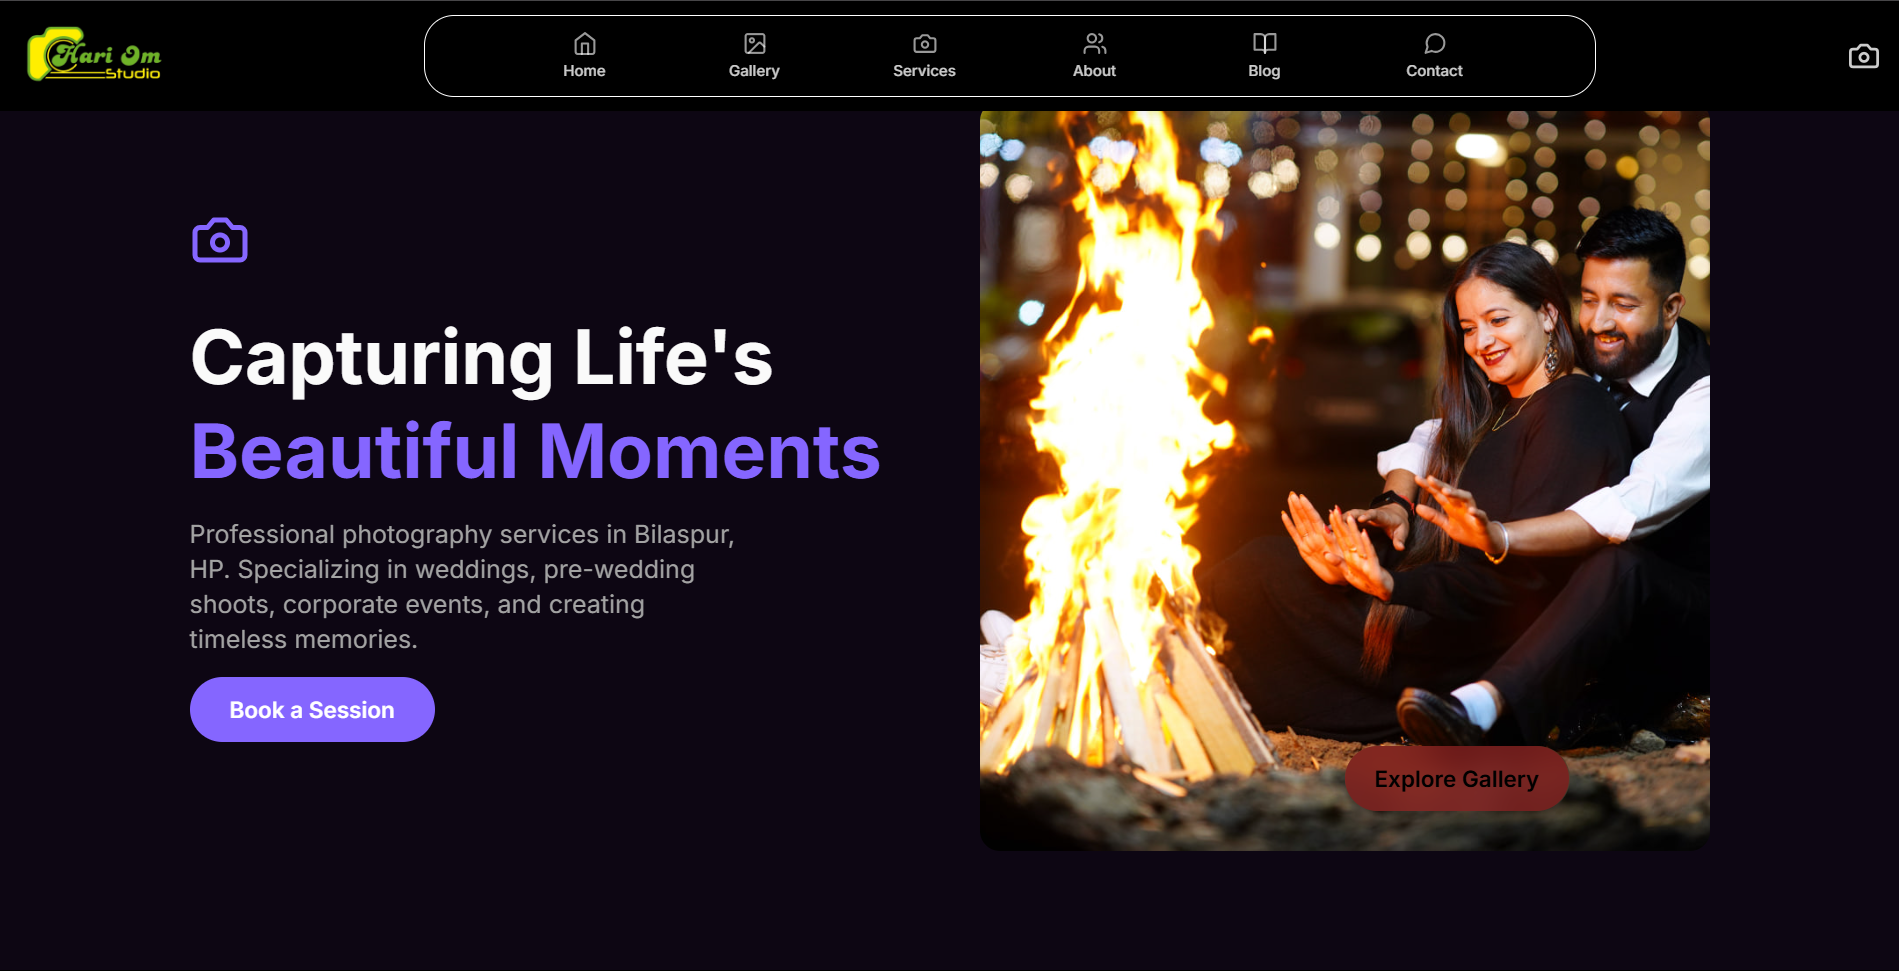 Hari Om
Studio
Home
Gallery
Services
About
Blog
Contact
Capturing Life's
Beautiful Moments
Professional photography services in Bilaspur,
HP. Specializing in weddings, pre-wedding
shoots, corporate events, and creating
timeless memories.
Book a Session
Explore Gallery